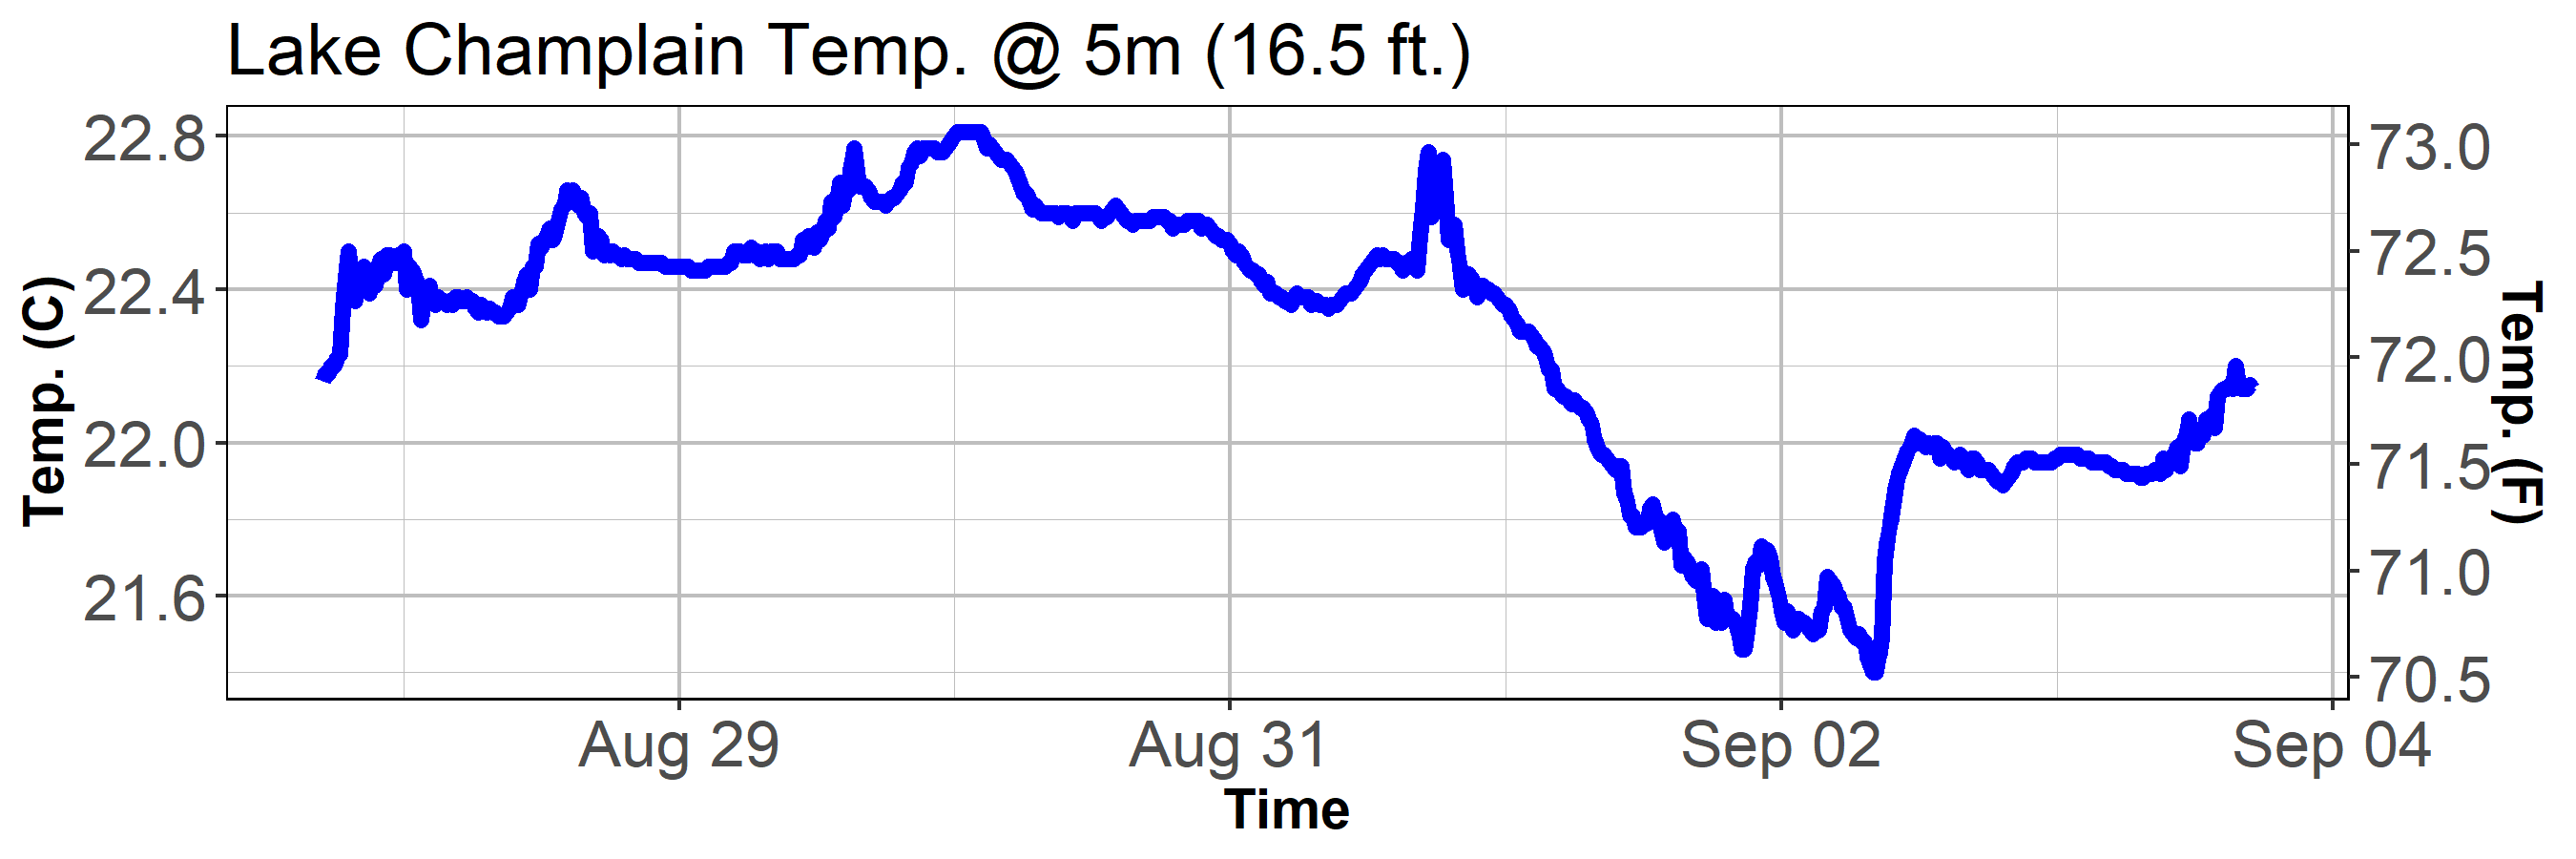 Lake Champlain Temp. @ 5m (16.5 ft.)
22.8
22.4
22.0
21.6
Temp. (C)
73.0
72.5
72.0
71.5
71.0
70.5
Temp. (F)
Aug 29
Aug 31
Sep 02
Sep 04
Time